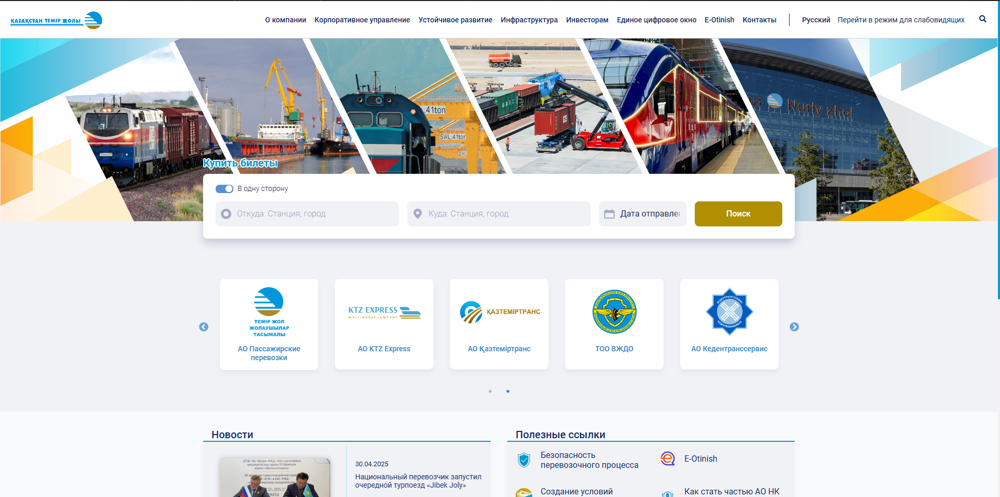 ҚАЗАҚСТАН ТЕМІР ЖОЛЫ
О компании Корпоративное управление Устойчивое развитие Инфраструктура Инвесторам Единое цифровое окно E-Otinish Контакты Русский Перейти в режим для слабовидящих
.41ton
SWL.41ton
SWL
Nurly zhol
Купить билеты
В одну сторону
Откуда: Станция, город
Куда: Станция, город
Дата отправле
Поиск
ТЕМІР ЖОЛ
ЖОЛАУШЫЛАР
ТАСЫМАЛЫ
АО Пассажирские
перевозки
KTZ EXPRESS
MULTIMODAL COMPANY
АО KTZ Express
ҚАЗТЕМІРТРАНС
АО Қазтеміртранс
ТОО ВЖДО
КЕДЕНТРАНССЕРВИС
KEDENTRANSSERVICE
АО Кедентранссервис
Новости
30.04.2025
Национальный перевозчик запустил
очередной турпоезд «Jibek Joly»
Полезные ссылки
Безопасность
перевозочного процесса
E-Otinish
Создание условий
Как стать частью АО НК